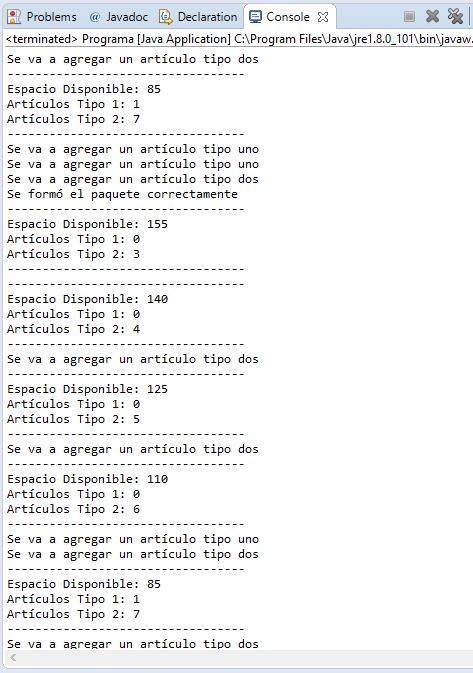 Problems @ Javadoc Declaration Console
<terminated> Programa [Java Application] C:\Program Files\Java\jre1.8.0_101\bin\javaw.
Se va a agregar un artículo tipo dos
----------------------------------
Espacio Disponible: 85
Artículos Tipo 1: 1
Artículos Tipo 2: 7
----------------------------------
Se va a agregar un artículo tipo uno
Se va a agregar un artículo tipo uno
Se va a agregar un artículo tipo dos
Se formó el paquete correctamente
----------------------------------
Espacio Disponible: 155
Artículos Tipo 1: 0
Artículos Tipo 2: 3
----------------------------------
----------------------------------
Espacio Disponible: 140
Artículos Tipo 1: 0
Artículos Tipo 2: 4
----------------------------------
Se va a agregar un artículo tipo dos
----------------------------------
Espacio Disponible: 125
Artículos Tipo 1: 0
Artículos Tipo 2: 5
----------------------------------
Se va a agregar un artículo tipo dos
----------------------------------
Espacio Disponible: 110
Artículos Tipo 1: 0
Artículos Tipo 2: 6
----------------------------------
Se va a agregar un artículo tipo uno
Se va a agregar un artículo tipo dos
----------------------------------
Espacio Disponible: 85
Artículos Tipo 1: 1
Artículos Tipo 2: 7
----------------------------------
Se va a agregar un artículo tipo dos